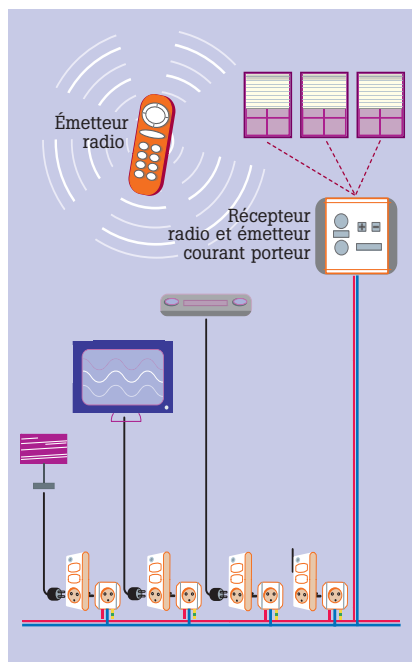 Émetteur
radio
Récepteur
radio et émetteur
courant porteur